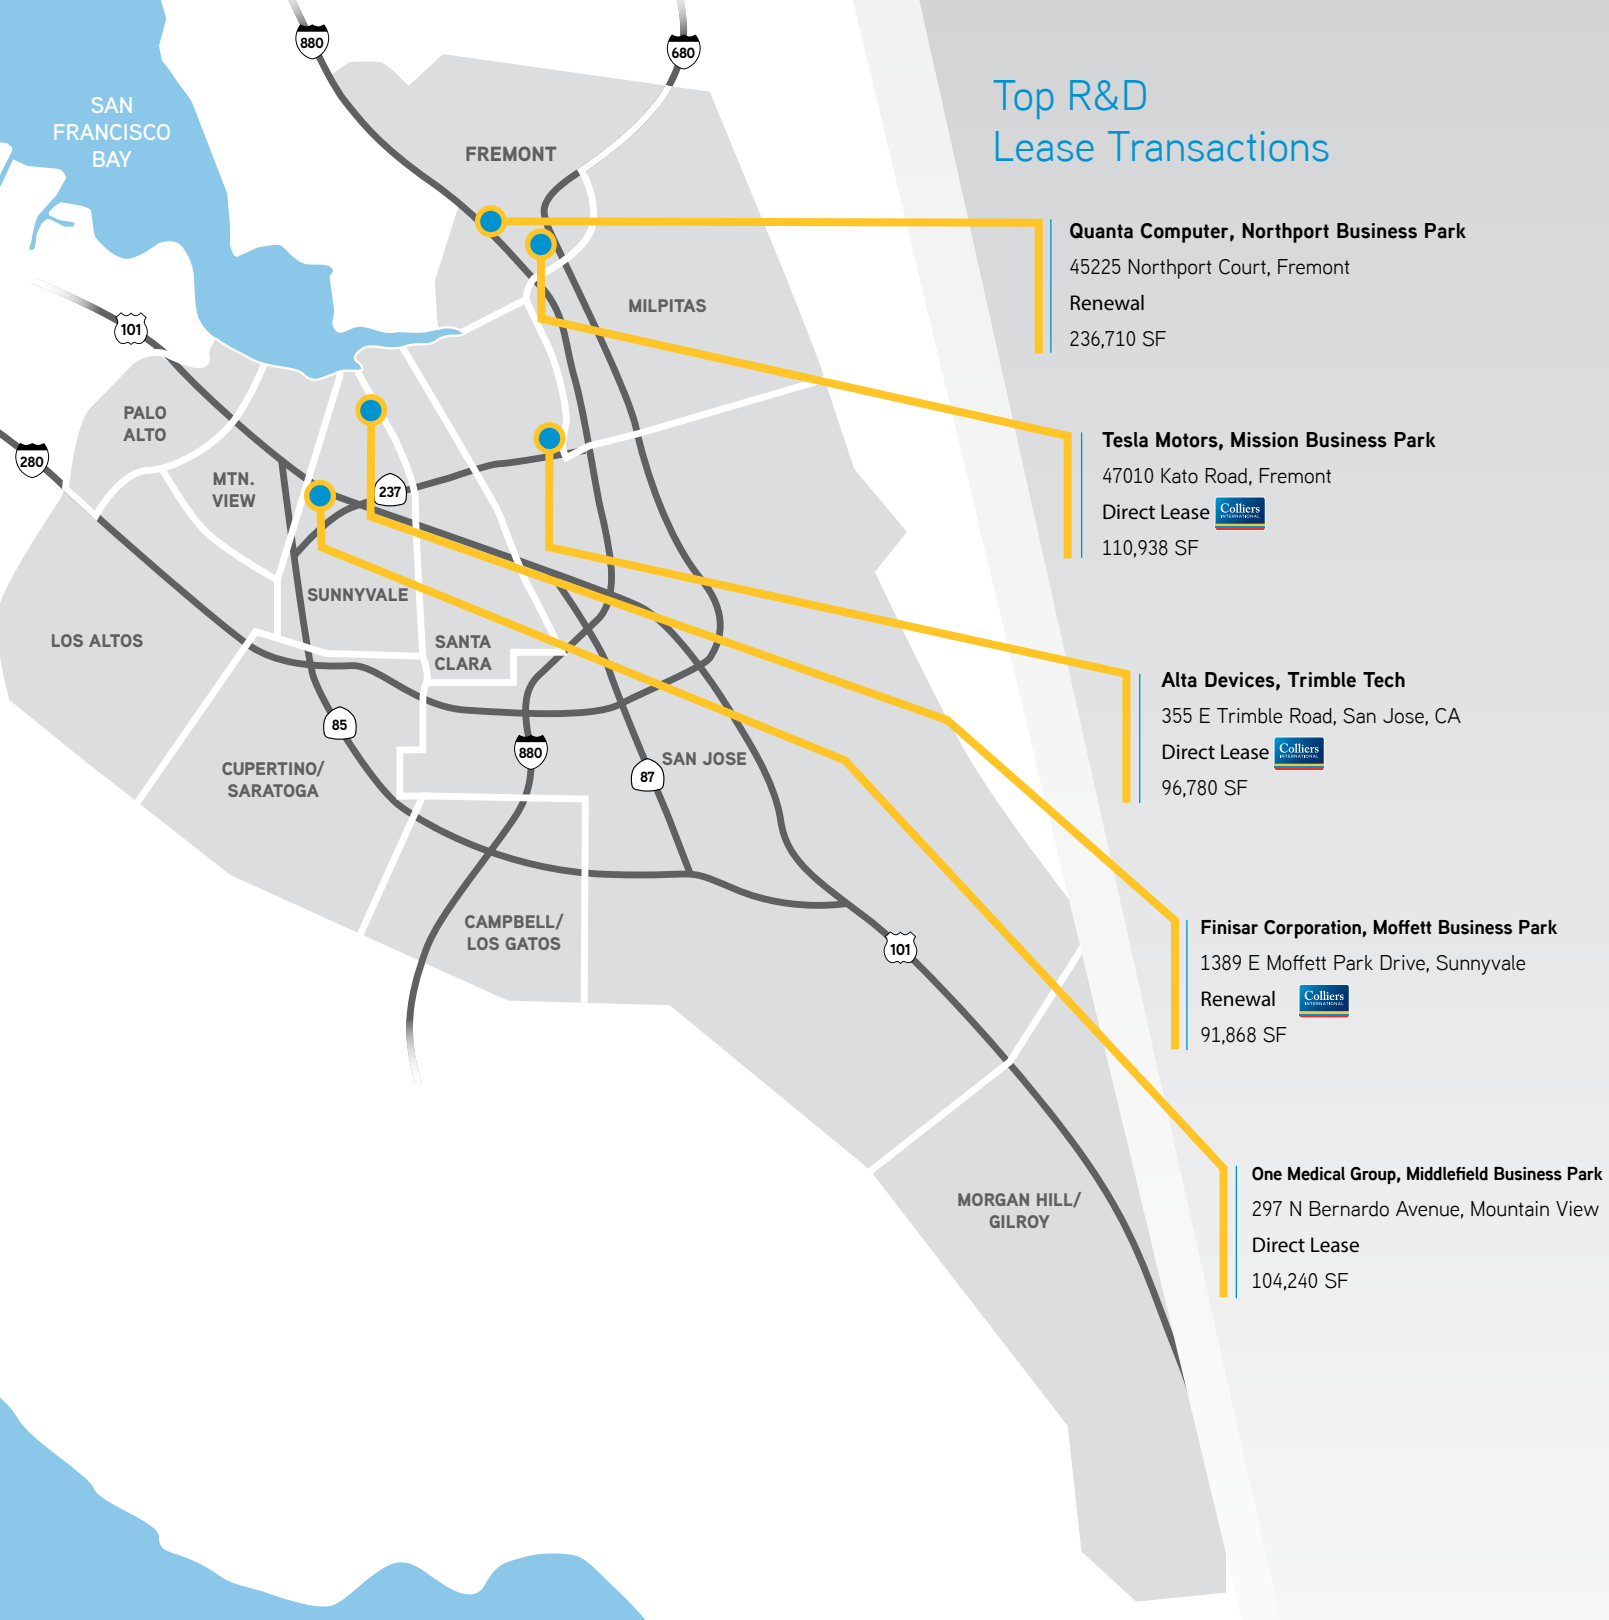 Top R&D
Lease Transactions
Quanta Computer, Northport Business Park
45225 Northport Court, Fremont
Renewal
236,710 SF
Tesla Motors, Mission Business Park
47010 Kato Road, Fremont
Direct Lease Colliers INTERNATIONAL
110,938 SF
Alta Devices, Trimble Tech
355 E Trimble Road, San Jose, CA
Direct Lease Colliers INTERNATIONAL
96,780 SF
Finisar Corporation, Moffett Business Park
1389 E Moffett Park Drive, Sunnyvale
Renewal Colliers INTERNATIONAL
91,868 SF
One Medical Group, Middlefield Business Park
297 N Bernardo Avenue, Mountain View
Direct Lease
104,240 SF
880
680
SAN
FRANCISCO
BAY
FREMONT
MILPITAS
101
PALO
ALTO
280
MTN.
VIEW
237
SUNNYVALE
LOS ALTOS
SANTA
CLARA
85
880
87
SAN JOSE
CUPERTINO/
SARATOGA
CAMPBELL/
LOS GATOS
101
MORGAN HILL/
GILROY